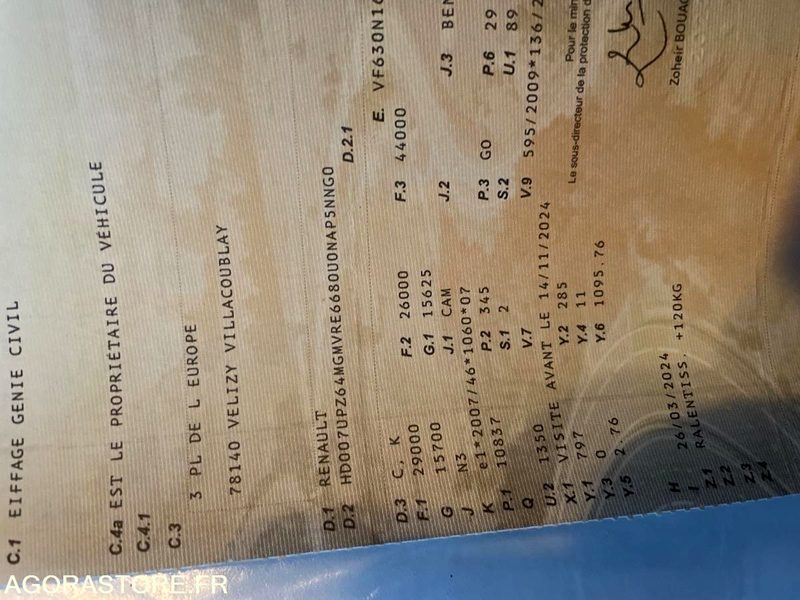 C.1 EIFFAGE GENIE CIVIL
C.4a EST LE PROPRIÉTAIRE DU VÉHICULE
C.4.1
C.3
3 PL DE L EUROPE
78140 VELIZY VILLACOUBLAY
D.1 RENAULT
D.2 HD007UPZ64MGMVRE6680U0NAP5NNG0
D.2.1
D.3 C, K E. VF630N1
F.1 29000 F.2 26000 F.3 44000
G 15700 G.1 15625
J N3 J.1 CAM J.2 J.3 BEN
K e1*2007/46*1060*07
P.1 10837 P.2 345 P.3 GO P.6 29
Q S.1 2 S.2 U.1 89
U.2 1350 V.7 V.9 595/2009*136/2
X.1 VISITE AVANT LE 14/11/2024
Y.1 797 Y.2 285
Y.3 0 Y.4 11
Y.5 2.76 Y.6 1095.76
Pour le min
Le sous-directeur de la protection d
H
I 26/03/2024
Z.1 RALENTISS. +120KG
Z.2
Z.3
Z.4
Zoheir BOUA
AGORASTORE.FR